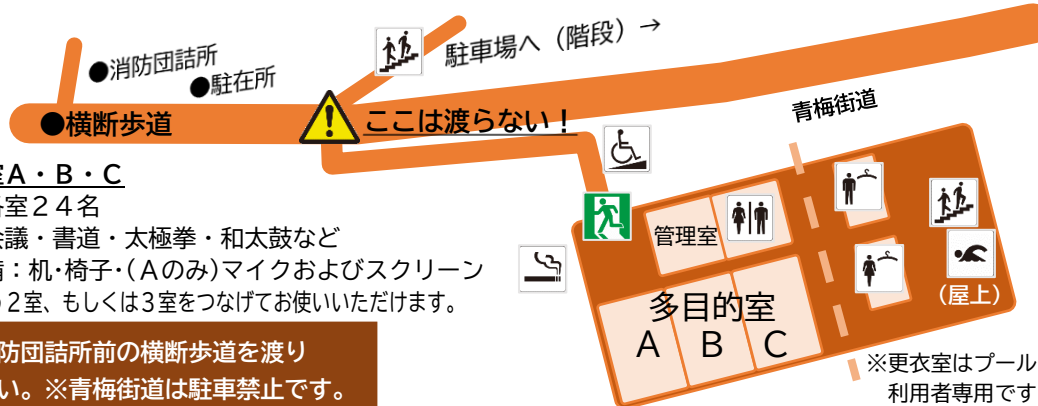 ●消防団詰所
●駐在所
駐車場へ（階段）→
●横断歩道
ここは渡らない！
青梅街道
室A・B・C
各室２４名
会議・書道・太極拳・和太鼓など
備：机・椅子・(Aのみ)マイクおよびスクリーン
２室、もしくは３室をつなげてお使いいただけます。
管理室
多目的室
A B C
(屋上)
防団詰所前の横断歩道を渡り
い。※青梅街道は駐車禁止です。
※更衣室はプール
利用者専用です